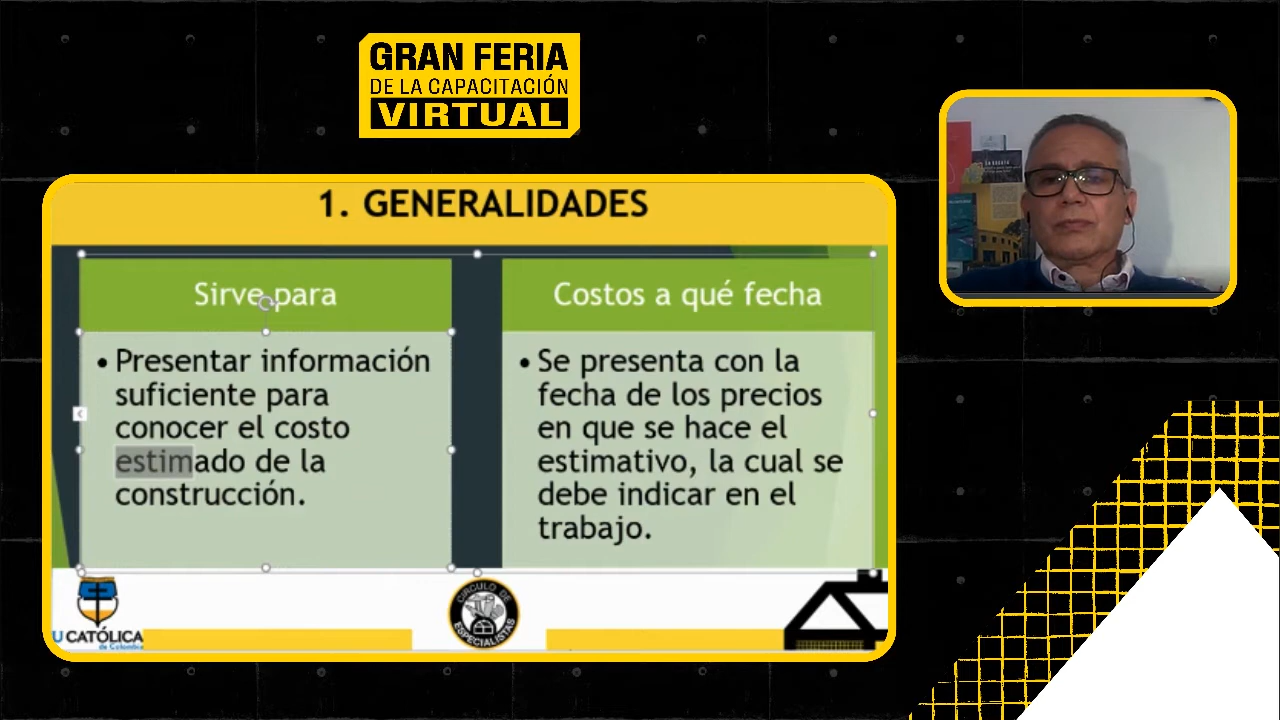 GRAN FERIA
DE LA CAPACITACIÓN
VIRTUAL
1. GENERALIDADES
Sirve para
• Presentar información
suficiente para
conocer el costo
estimado de la
construcción.
Costos a qué fecha
• Se presenta con la
fecha de los precios
en que se hace el
estimativo, la cual se
debe indicar en el
trabajo.
U CATÓLICA
de Colombia
CÍRCULO DE
ESPECIALISTAS